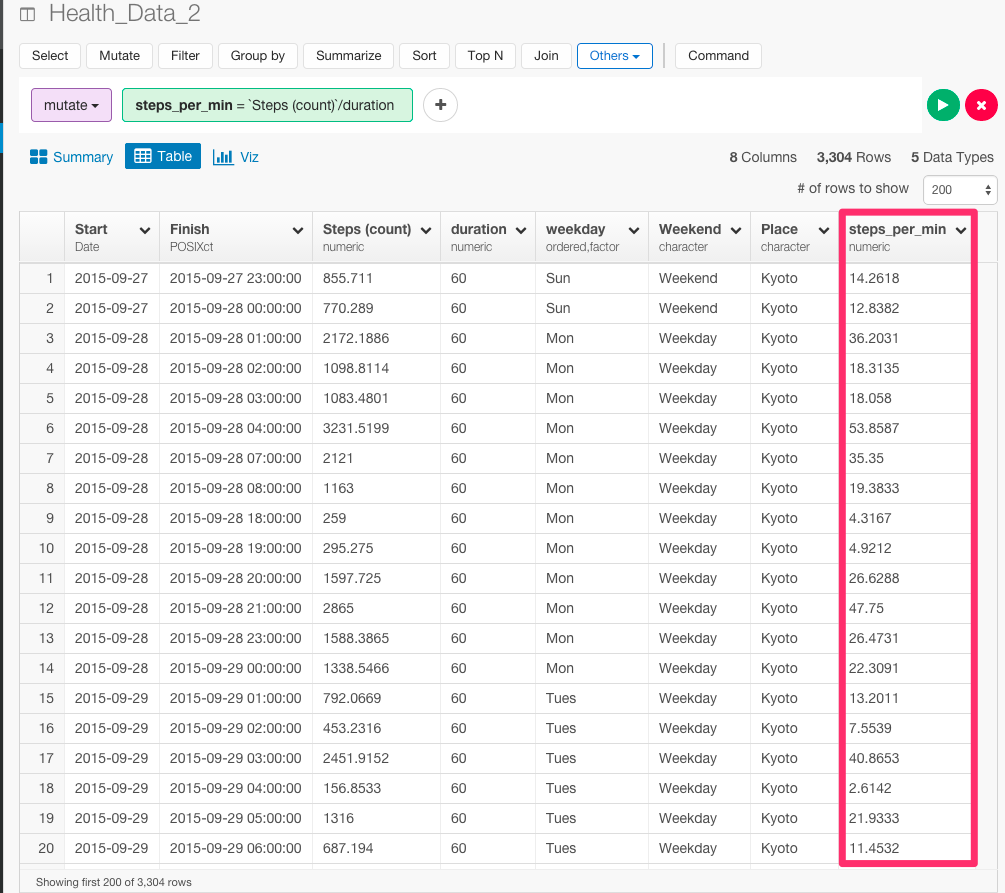 Health_Data_2
Select Mutate Filter Group by Summarize Sort Top N Join Others Command
mutate steps_per_min = `Steps (count)`/duration +
Summary Table Viz 8 Columns 3,304 Rows 5 Data Types
# of rows to show 200
Start Finish Steps (count) duration weekday Weekend Place steps_per_min
Date POSIXct numeric numeric ordered,factor character character numeric
1 2015-09-27 2015-09-27 23:00:00 855.711 60 Sun Weekend Kyoto 14.2618
2 2015-09-27 2015-09-28 00:00:00 770.289 60 Sun Weekend Kyoto 12.8382
3 2015-09-28 2015-09-28 01:00:00 2172.1886 60 Mon Weekday Kyoto 36.2031
4 2015-09-28 2015-09-28 02:00:00 1098.8114 60 Mon Weekday Kyoto 18.3135
5 2015-09-28 2015-09-28 03:00:00 1083.4801 60 Mon Weekday Kyoto 18.058
6 2015-09-28 2015-09-28 04:00:00 3231.5199 60 Mon Weekday Kyoto 53.8587
7 2015-09-28 2015-09-28 07:00:00 2121 60 Mon Weekday Kyoto 35.35
8 2015-09-28 2015-09-28 08:00:00 1163 60 Mon Weekday Kyoto 19.3833
9 2015-09-28 2015-09-28 18:00:00 259 60 Mon Weekday Kyoto 4.3167
10 2015-09-28 2015-09-28 19:00:00 295.275 60 Mon Weekday Kyoto 4.9212
11 2015-09-28 2015-09-28 20:00:00 1597.725 60 Mon Weekday Kyoto 26.6288
12 2015-09-28 2015-09-28 21:00:00 2865 60 Mon Weekday Kyoto 47.75
13 2015-09-28 2015-09-28 23:00:00 1588.3865 60 Mon Weekday Kyoto 26.4731
14 2015-09-28 2015-09-29 00:00:00 1338.5466 60 Mon Weekday Kyoto 22.3091
15 2015-09-29 2015-09-29 01:00:00 792.0669 60 Tues Weekday Kyoto 13.2011
16 2015-09-29 2015-09-29 02:00:00 453.2316 60 Tues Weekday Kyoto 7.5539
17 2015-09-29 2015-09-29 03:00:00 2451.9152 60 Tues Weekday Kyoto 40.8653
18 2015-09-29 2015-09-29 04:00:00 156.8533 60 Tues Weekday Kyoto 2.6142
19 2015-09-29 2015-09-29 05:00:00 1316 60 Tues Weekday Kyoto 21.9333
20 2015-09-29 2015-09-29 06:00:00 687.194 60 Tues Weekday Kyoto 11.4532
Showing first 200 of 3,304 rows